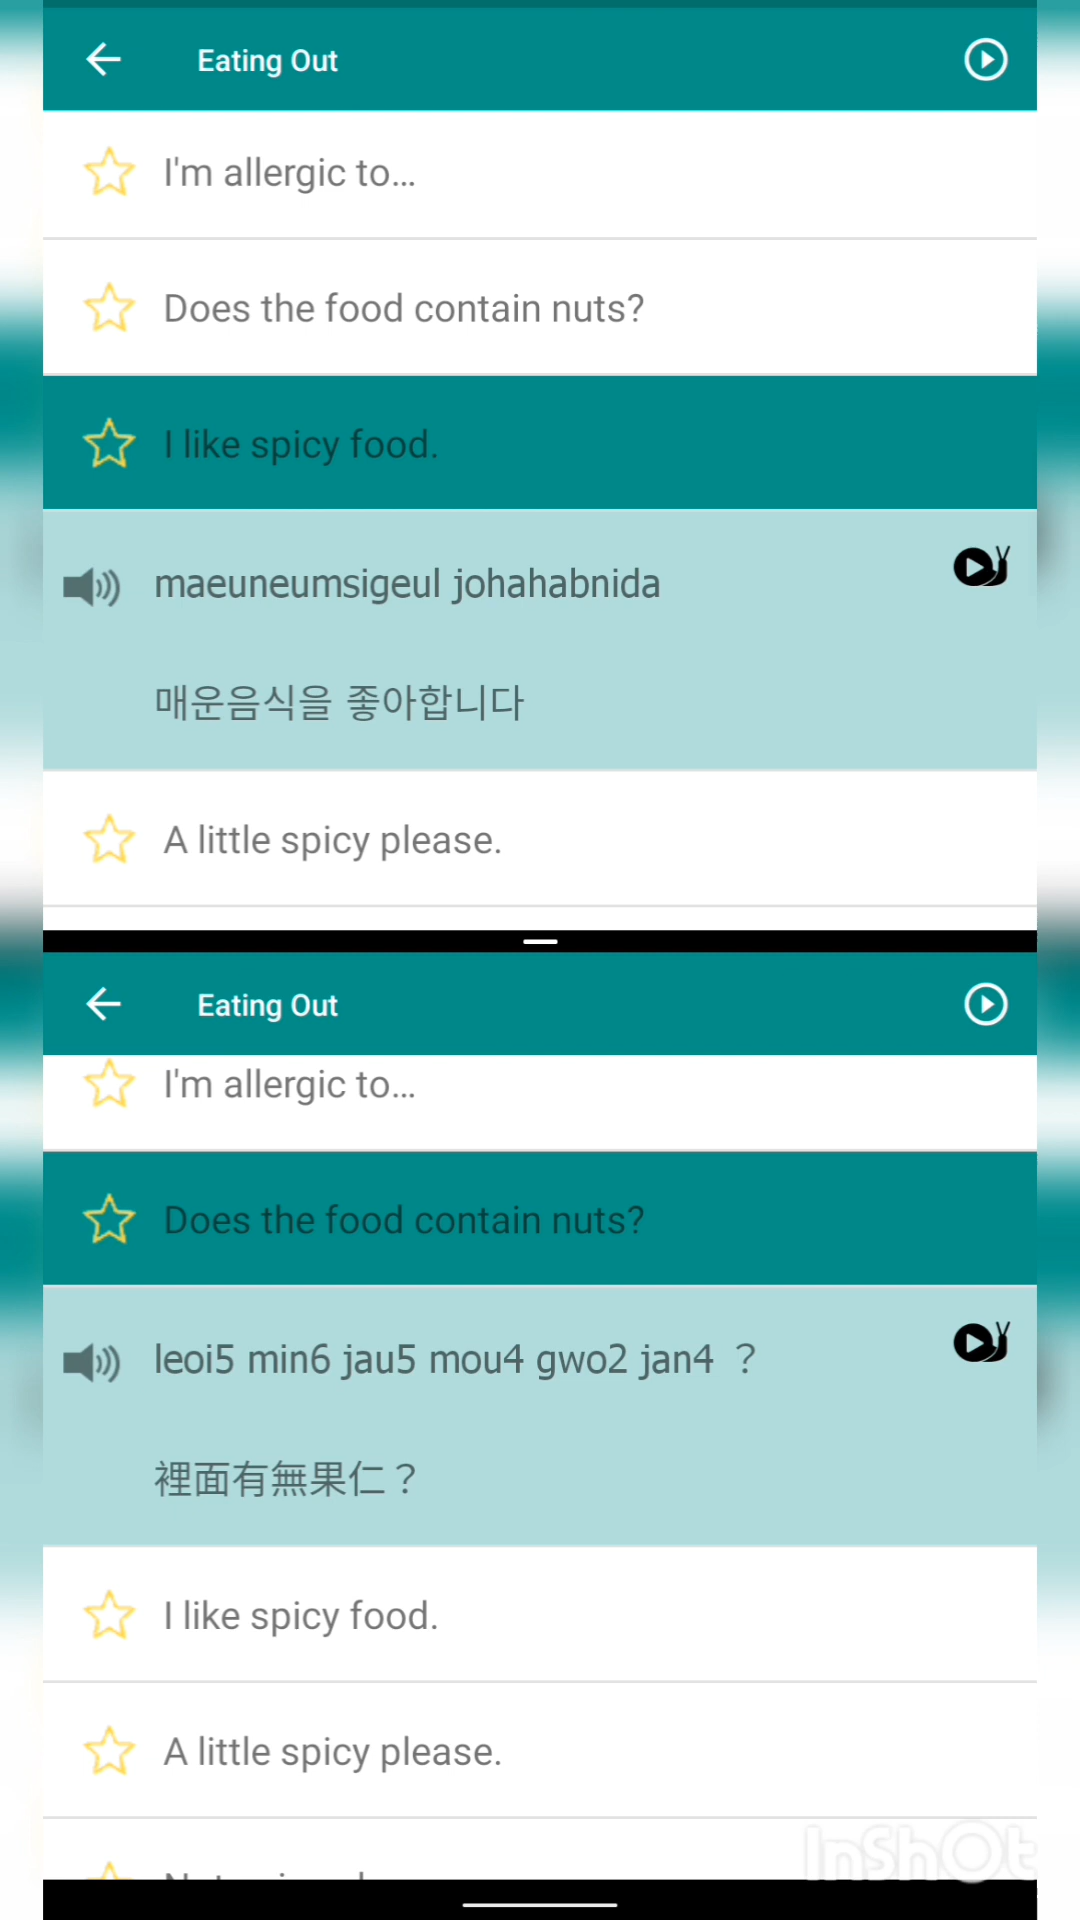 Eating Out
I'm allergic to...
Does the food contain nuts?
I like spicy food.
maeuneumsigeul johahabnida
매운음식을 좋아합니다
A little spicy please.
Eating Out
I'm allergic to...
Does the food contain nuts?
leoi5 min6 jau5 mou4 gwo2 jan4 ？
裡面有無果仁？
I like spicy food.
A little spicy please.
InShOt